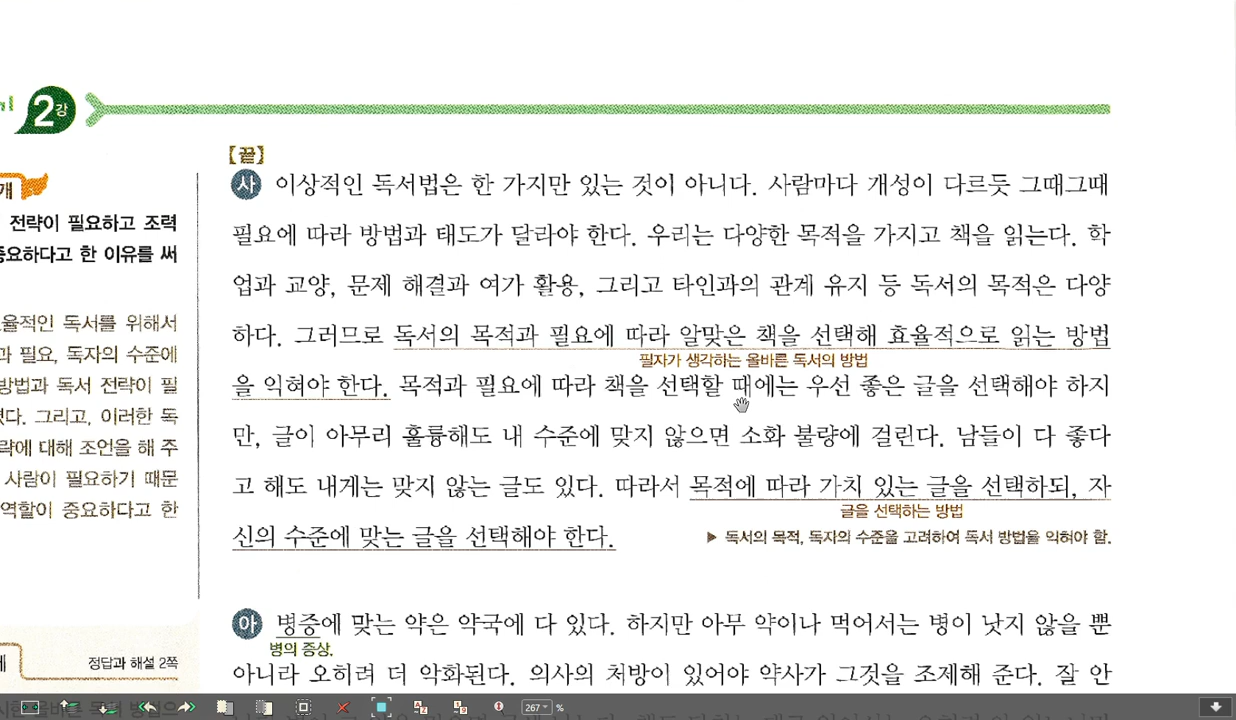 2강
【끝】
사 이상적인 독서법은 한 가지만 있는 것이 아니다. 사람마다 개성이 다르듯 그때그때
필요에 따라 방법과 태도가 달라야 한다. 우리는 다양한 목적을 가지고 책을 읽는다. 학
업과 교양, 문제 해결과 여가 활용, 그리고 타인과의 관계 유지 등 독서의 목적은 다양
하다. 그러므로 독서의 목적과 필요에 따라 알맞은 책을 선택해 효율적으로 읽는 방법
필자가 생각하는 올바른 독서의 방법
을 익혀야 한다. 목적과 필요에 따라 책을 선택할 때에는 우선 좋은 글을 선택해야 하지
만, 글이 아무리 훌륭해도 내 수준에 맞지 않으면 소화 불량에 걸린다. 남들이 다 좋다
고 해도 내게는 맞지 않는 글도 있다. 따라서 목적에 따라 가치 있는 글을 선택하되, 자
글을 선택하는 방법
신의 수준에 맞는 글을 선택해야 한다.
▶ 독서의 목적, 독자의 수준을 고려하여 독서 방법을 익혀야 함.
아 병증에 맞는 약은 약국에 다 있다. 하지만 아무 약이나 먹어서는 병이 낫지 않을 뿐
병의 증상.
아니라 오히려 더 악화된다. 의사의 처방이 있어야 약사가 그것을 조제해 준다. 잘 안
개
전략이 필요하고 조력
중요하다고 한 이유를 써
율적인 독서를 위해서
과 필요, 독자의 수준에
방법과 독서 전략이 필
였다. 그리고, 이러한 독
략에 대해 조언을 해 주
사람이 필요하기 때문
역할이 중요하다고 한
제
정답과 해설 2쪽
267 %